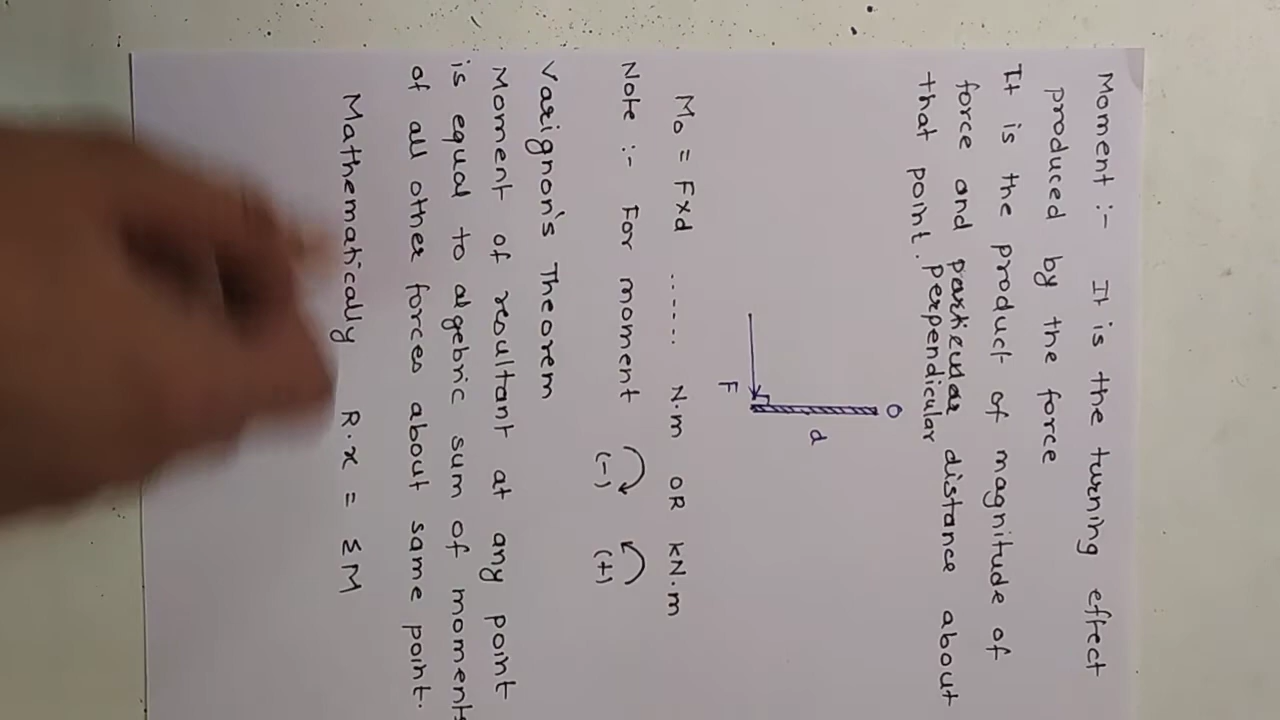 Moment :- It is the turning effect
produced by the force
It is the product of magnitude of
force and particular distance about
that point. perpendicular
O
d
F
Mo = F×d ..... N.m OR kN.m
Note :- For moment (-) (+)
Varignon's Theorem
Moment of resultant at any point
is equal to algebric sum of moments
of all other forces about same point.
Mathematically R.x = ΣM